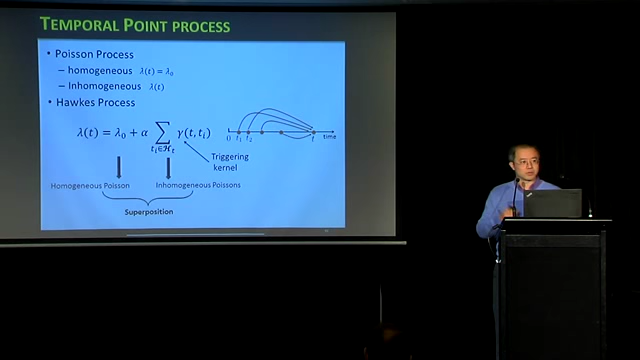 TEMPORAL POINT PROCESS
• Poisson Process
– homogeneous λ(t) = λ₀
– Inhomogeneous λ(t)
• Hawkes Process
λ(t) = λ₀ + α ∑ γ(t, tᵢ)
tᵢ∈ℋₜ
0 t₁ t₂ t time
Triggering
kernel
Homogeneous Poisson Inhomogeneous Poissons
Superposition